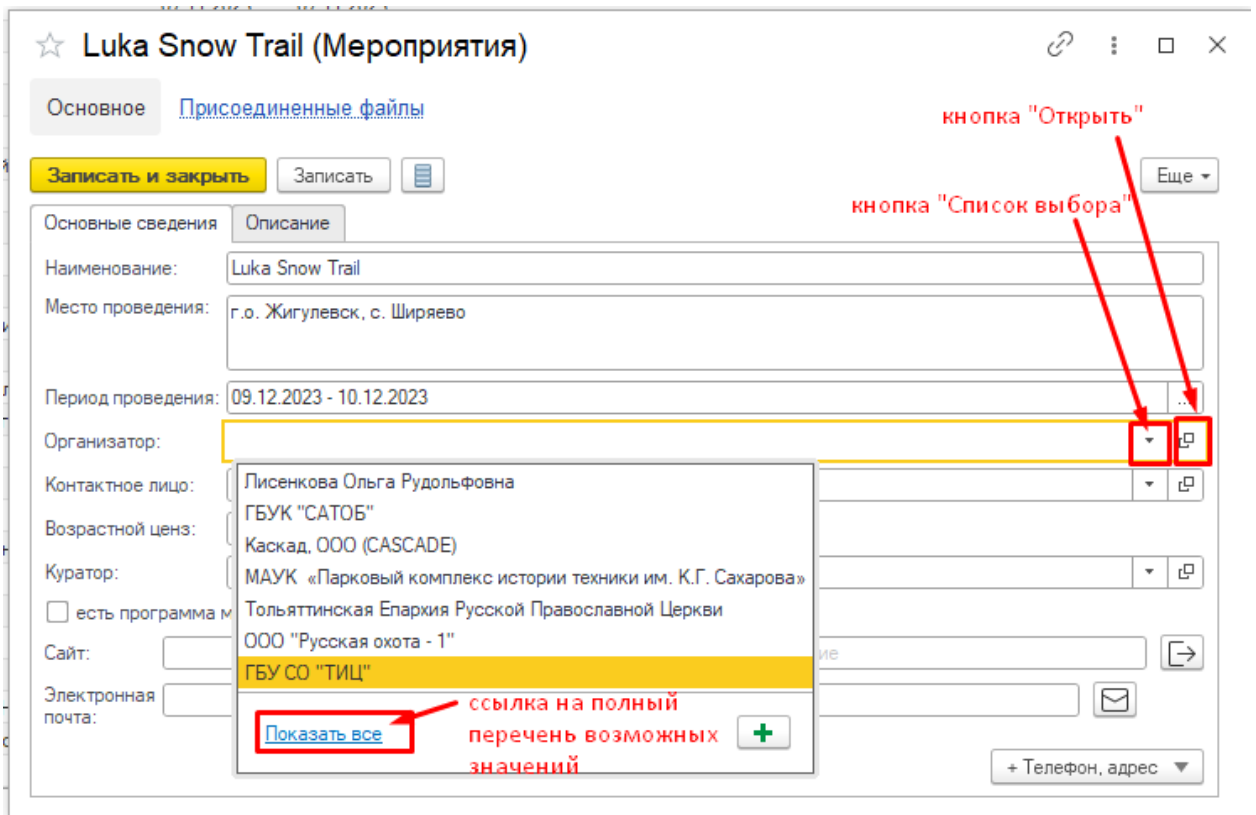 Luka Snow Trail (Мероприятия)
Основное Присоединенные файлы
кнопка "Открыть"
Записать и закрыть Записать Еще
кнопка "Список выбора"
Основные сведения Описание
Наименование: Luka Snow Trail
Место проведения: г.о. Жигулевск, с. Ширяево
Период проведения: 09.12.2023 - 10.12.2023 ...
Организатор:
Лисенкова Ольга Рудольфовна
Контактное лицо:
ГБУК "САТОБ"
Возрастной ценз:
Каскад, ООО (CASCADE)
Куратор:
МАУК «Парковый комплекс истории техники им. К.Г. Сахарова»
есть программа м
Тольяттинская Епархия Русской Православной Церкви
ООО "Русская охота - 1"
Сайт: ие
ГБУ СО "ТИЦ"
Электронная
почта:
ссылка на полный
Показать все перечень возможных
значений
+ Телефон, адрес